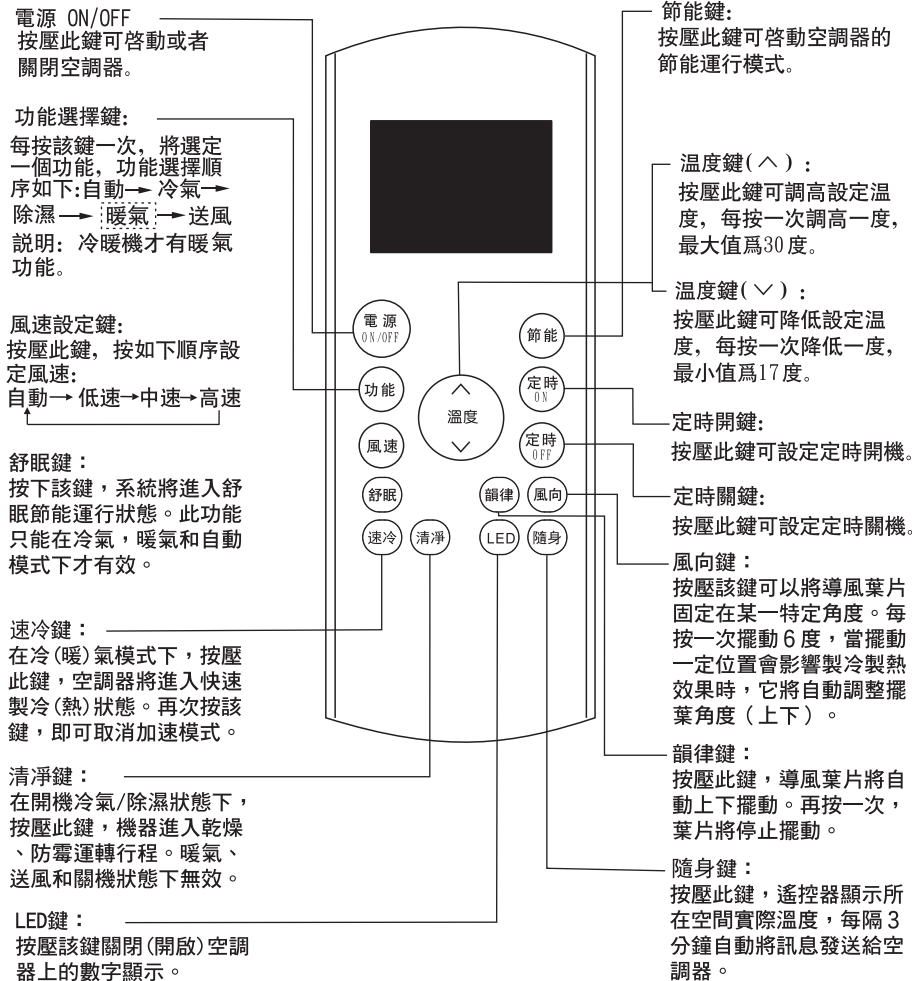 電源 ON/OFF
按壓此鍵可啓動或者
關閉空調器。
功能選擇鍵:
每按該鍵一次，將選定
一個功能，功能選擇順
序如下:自動→冷氣→
除濕→暖氣→送風
説明：冷暖機才有暖氣
功能。
風速設定鍵:
按壓此鍵，按如下順序設
定風速:
自動→低速→中速→高速
舒眠鍵：
按下該鍵，系統將進入舒
眠節能運行狀態。此功能
只能在冷氣，暖氣和自動
模式下才有效。
速冷鍵：
在冷(暖)氣模式下，按壓
此鍵，空調器將進入快速
製冷(熱)狀態。再次按該
鍵，即可取消加速模式。
清凈鍵：
在開機冷氣/除濕狀態下，
按壓此鍵，機器進入乾燥
、防霉運轉行程。暖氣、
送風和關機狀態下無效。
LED鍵：
按壓該鍵關閉(開啟)空調
器上的數字顯示。
電源
ON/OFF
功能
風速
舒眠
速冷
清凈
溫度
節能
定時
ON
定時
OFF
韻律
風向
LED
隨身
節能鍵:
按壓此鍵可啓動空調器的
節能運行模式。
温度鍵(︿)：
按壓此鍵可調高設定温
度，每按一次調高一度，
最大值爲30度。
温度鍵(﹀)：
按壓此鍵可降低設定温
度，每按一次降低一度，
最小值爲17度。
定時開鍵:
按壓此鍵可設定定時開機。
定時關鍵:
按壓此鍵可設定定時關機。
風向鍵：
按壓該鍵可以將導風葉片
固定在某一特定角度。每
按一次擺動6度，當擺動
一定位置會影響製冷製熱
效果時，它將自動調整擺
葉角度（上下）。
韻律鍵：
按壓此鍵，導風葉片將自
動上下擺動。再按一次，
葉片將停止擺動。
隨身鍵：
按壓此鍵，遙控器顯示所
在空間實際溫度，每隔3
分鐘自動將訊息發送給空
調器。